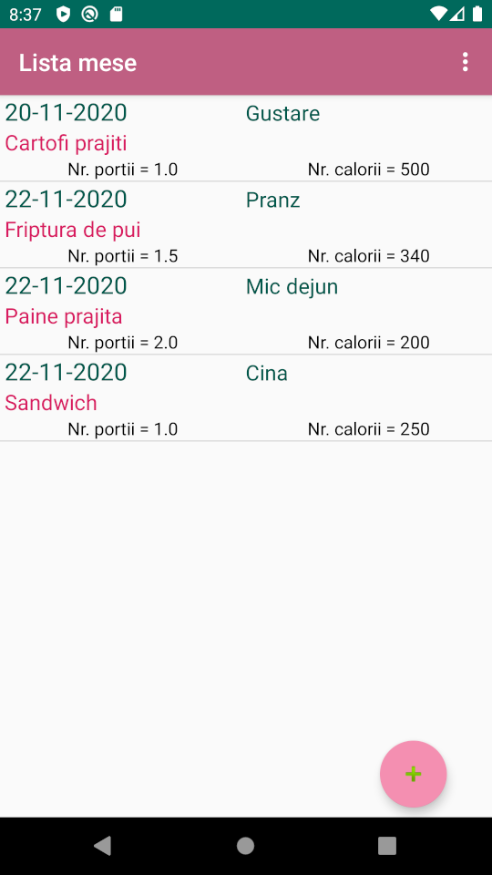 8:37
Lista mese
20-11-2020 Gustare
Cartofi prajiti
Nr. portii = 1.0 Nr. calorii = 500
22-11-2020 Pranz
Friptura de pui
Nr. portii = 1.5 Nr. calorii = 340
22-11-2020 Mic dejun
Paine prajita
Nr. portii = 2.0 Nr. calorii = 200
22-11-2020 Cina
Sandwich
Nr. portii = 1.0 Nr. calorii = 250